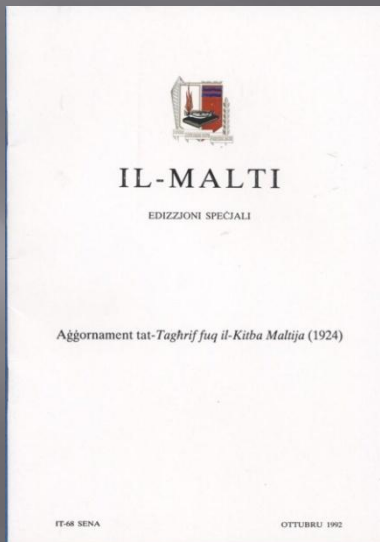 IL-MALTI
EDIZZJONI SPEĊJALI
Aġġornament tat-Tagħrif fuq il-Kitba Maltija (1924)
IT-68 SENA OTTUBRU 1992